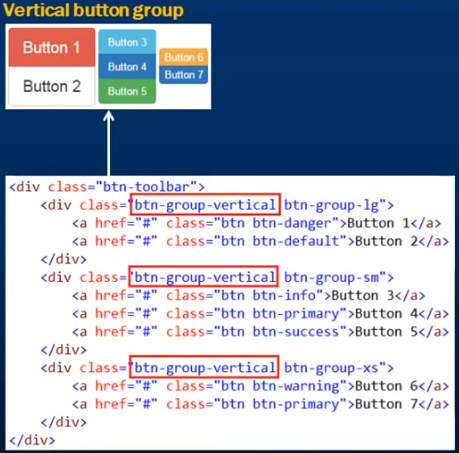 Vertical button group
Button 1
Button 2
Button 3
Button 4
Button 5
Button 6
Button 7
<div class="btn-toolbar">
    <div class="btn-group-vertical btn-group-lg">
        <a href="#" class="btn btn-danger">Button 1</a>
        <a href="#" class="btn btn-default">Button 2</a>
    </div>
    <div class="btn-group-vertical btn-group-sm">
        <a href="#" class="btn btn-info">Button 3</a>
        <a href="#" class="btn btn-primary">Button 4</a>
        <a href="#" class="btn btn-success">Button 5</a>
    </div>
    <div class="btn-group-vertical btn-group-xs">
        <a href="#" class="btn btn-warning">Button 6</a>
        <a href="#" class="btn btn-primary">Button 7</a>
    </div>
</div>